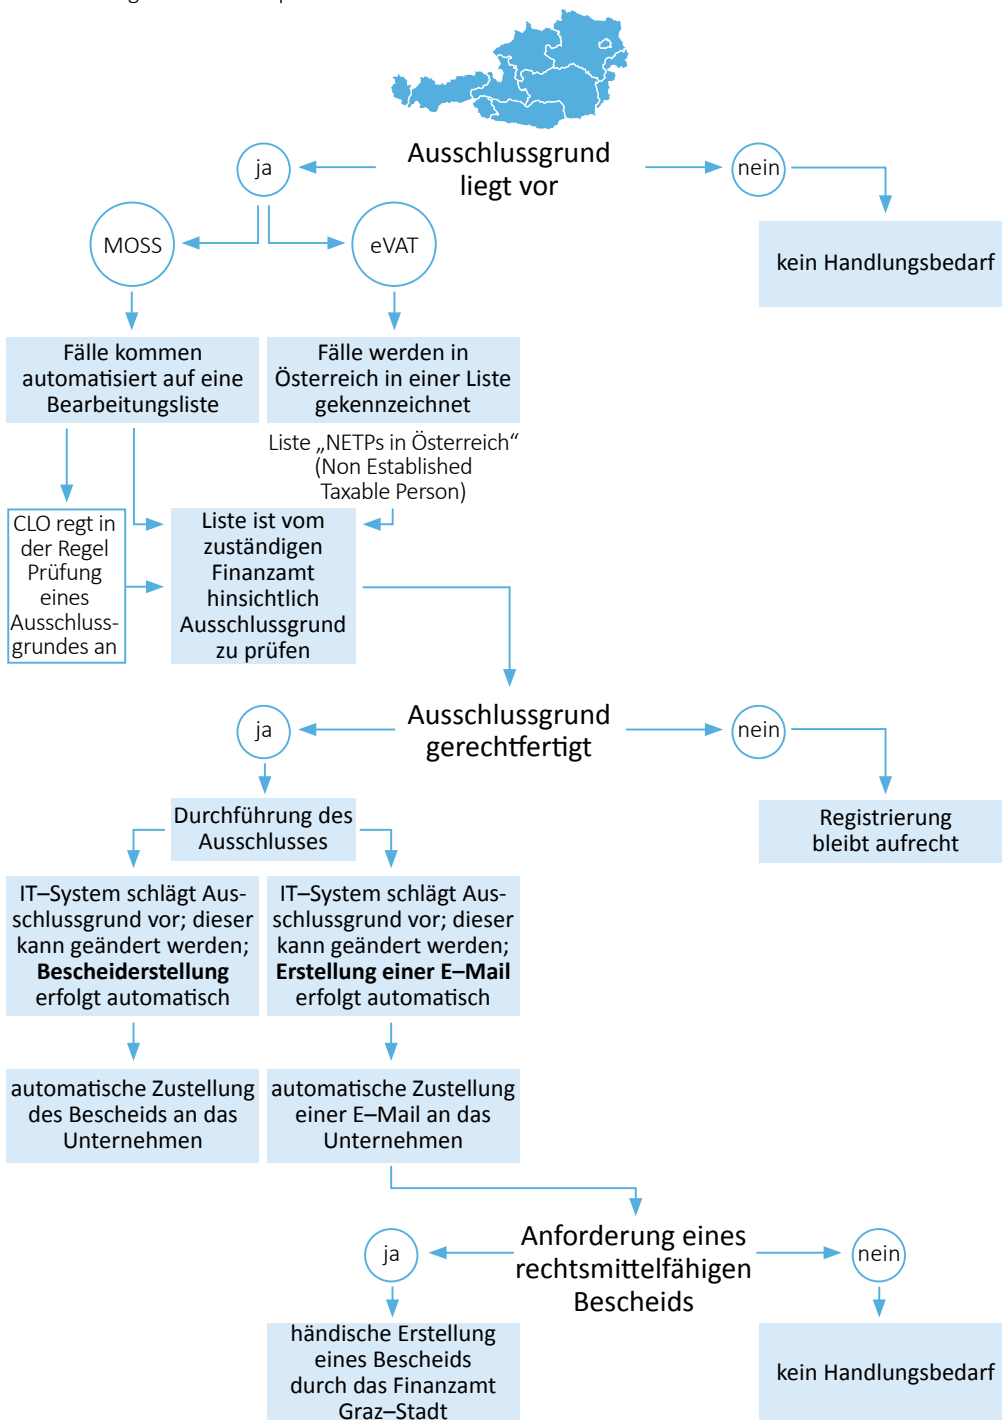 Ausschlussgrund
liegt vor
ja
nein
MOSS
eVAT
kein Handlungsbedarf
Fälle kommen
automatisiert auf eine
Bearbeitungsliste
Fälle werden in
Österreich in einer Liste
gekennzeichnet
Liste „NETPs in Österreich“
(Non Established
Taxable Person)
CLO regt in
der Regel
Prüfung
eines
Ausschluss-
grundes an
Liste ist vom
zuständigen
Finanzamt
hinsichtlich
Ausschlussgrund
zu prüfen
Ausschlussgrund
gerechtfertigt
ja
nein
Durchführung des
Ausschlusses
Registrierung
bleibt aufrecht
IT–System schlägt Aus-
schlussgrund vor; dieser
kann geändert werden;
Bescheiderstellung
erfolgt automatisch
IT–System schlägt Aus-
schlussgrund vor; dieser
kann geändert werden;
Erstellung einer E–Mail
erfolgt automatisch
automatische Zustellung
des Bescheids an das
Unternehmen
automatische Zustellung
einer E–Mail an das
Unternehmen
Anforderung eines
rechtsmittelfähigen
Bescheids
ja
nein
händische Erstellung
eines Bescheids
durch das Finanzamt
Graz–Stadt
kein Handlungsbedarf